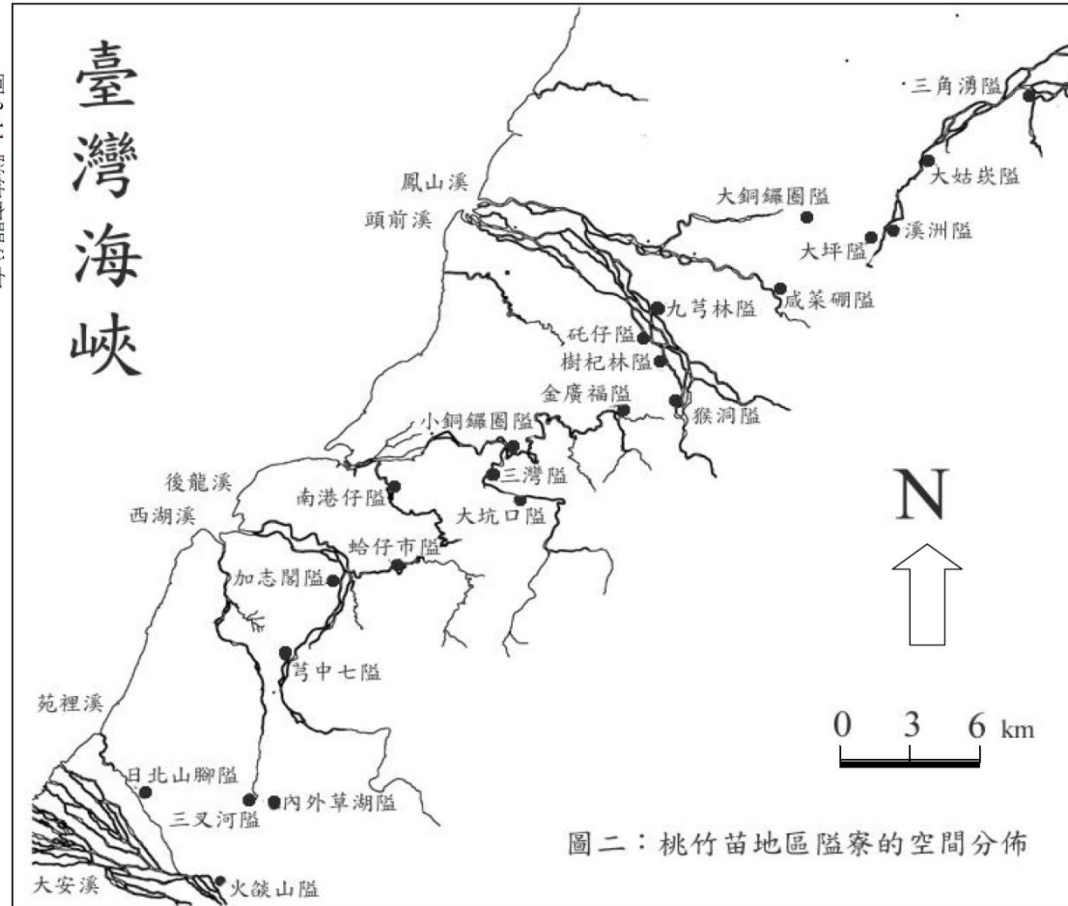 臺灣海峽
三角湧隘
大姑崁隘
鳳山溪
大銅鑼圈隘
頭前溪
溪洲隘
大坪隘
咸菜硼隘
九芎林隘
矺仔隘
樹杞林隘
金廣福隘
猴洞隘
小銅鑼圈隘
後龍溪
三灣隘
南港仔隘
西湖溪
大坑口隘
N
蛤仔市隘
加志閣隘
芎中七隘
苑裡溪
0 3 6 km
日北山腳隘
三叉河隘
內外草湖隘
圖二：桃竹苗地區隘寮的空間分佈
大安溪
火燄山隘